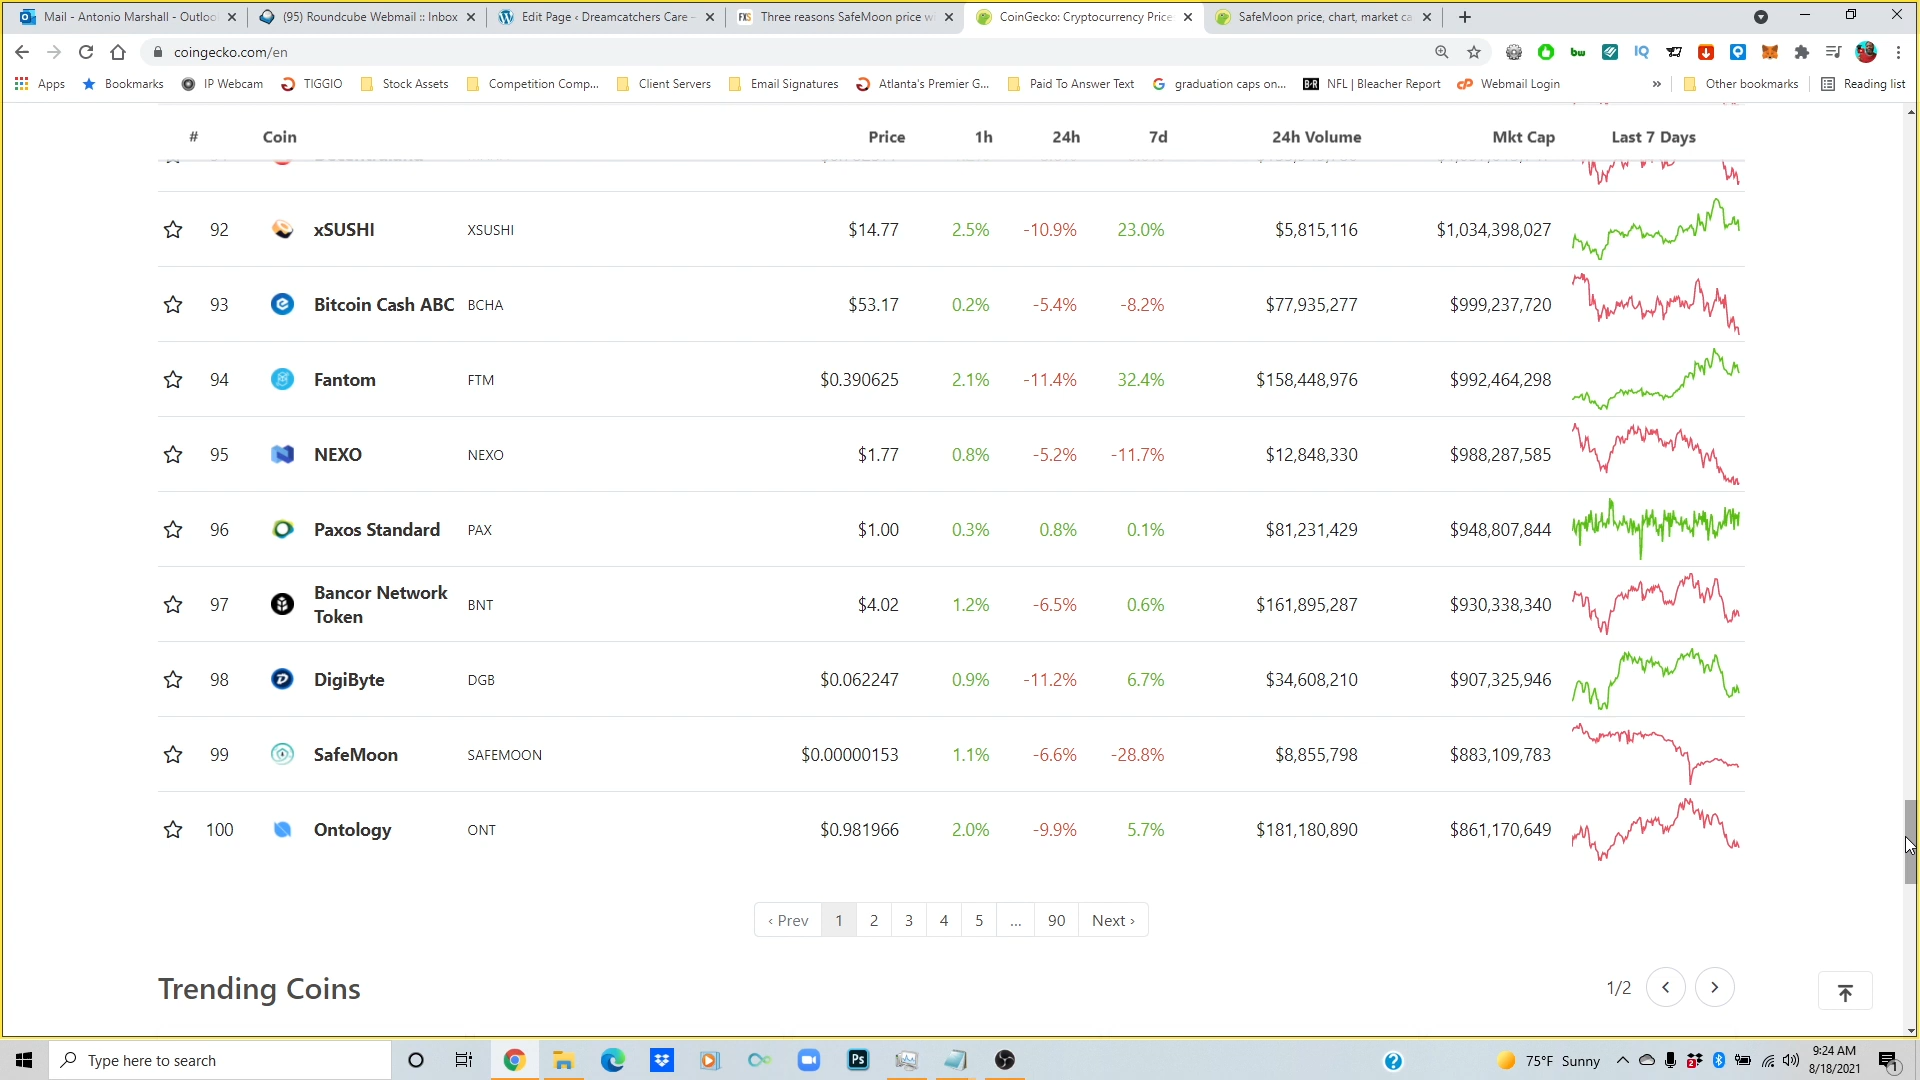 Mail - Antonio Marshall - Outloo
(95) Roundcube Webmail :: Inbox
Edit Page ‹ Dreamcatchers Care –
Three reasons SafeMoon price wi
CoinGecko: Cryptocurrency Price
SafeMoon price, chart, market ca
coingecko.com/en
Apps
Bookmarks
IP Webcam
TIGGIO
Stock Assets
Competition Comp...
Client Servers
Email Signatures
Atlanta's Premier G...
Paid To Answer Text
graduation caps on...
NFL | Bleacher Report
Webmail Login
»
Other bookmarks
Reading list
# Coin Price 1h 24h 7d 24h Volume Mkt Cap Last 7 Days
92 xSUSHI XSUSHI $14.77 2.5% -10.9% 23.0% $5,815,116 $1,034,398,027
93 Bitcoin Cash ABC BCHA $53.17 0.2% -5.4% -8.2% $77,935,277 $999,237,720
94 Fantom FTM $0.390625 2.1% -11.4% 32.4% $158,448,976 $992,464,298
95 NEXO NEXO $1.77 0.8% -5.2% -11.7% $12,848,330 $988,287,585
96 Paxos Standard PAX $1.00 0.3% 0.8% 0.1% $81,231,429 $948,807,844
97 Bancor Network Token BNT $4.02 1.2% -6.5% 0.6% $161,895,287 $930,338,340
98 DigiByte DGB $0.062247 0.9% -11.2% 6.7% $34,608,210 $907,325,946
99 SafeMoon SAFEMOON $0.00000153 1.1% -6.6% -28.8% $8,855,798 $883,109,783
100 Ontology ONT $0.981966 2.0% -9.9% 5.7% $181,180,890 $861,170,649
‹ Prev 1 2 3 4 5 ... 90 Next ›
Trending Coins
1/2
Type here to search
75°F Sunny
9:24 AM
8/18/2021